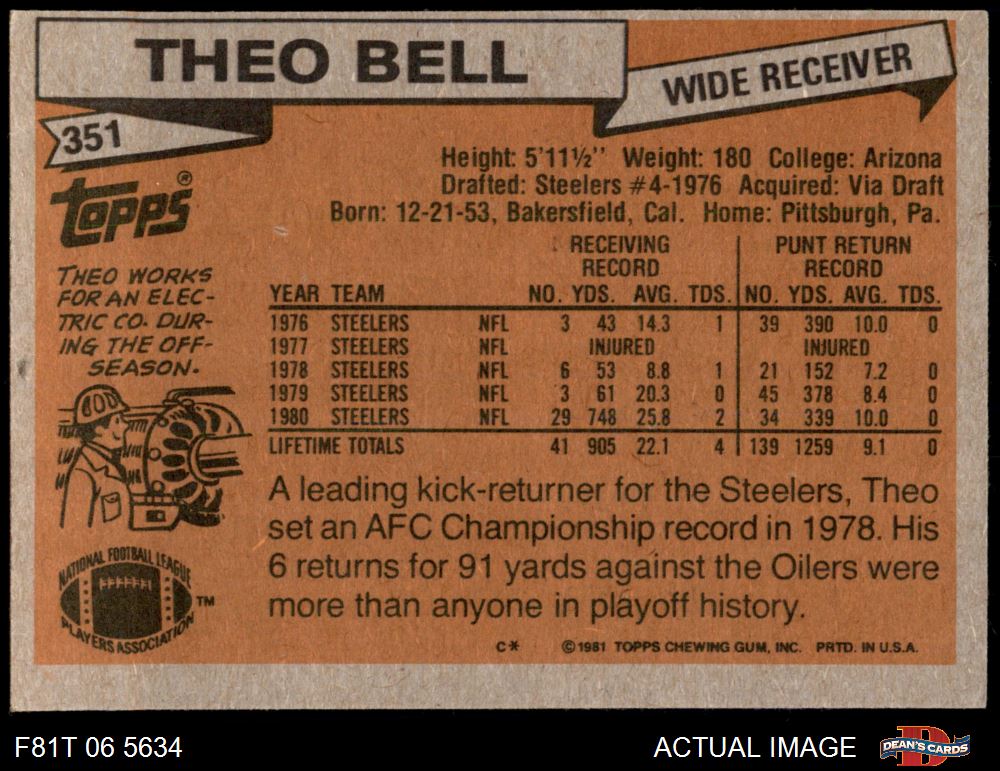 THEO BELL
WIDE RECEIVER
351
TOPPS®
Height: 5'11½'' Weight: 180 College: Arizona
Drafted: Steelers #4-1976 Acquired: Via Draft
Born: 12-21-53, Bakersfield, Cal. Home: Pittsburgh, Pa.
THEO WORKS
FOR AN ELEC-
TRIC CO. DUR-
ING THE OFF-
SEASON.
RECEIVING PUNT RETURN
RECORD RECORD
YEAR TEAM NO. YDS. AVG. TDS. NO. YDS. AVG. TDS.
1976 STEELERS NFL 3 43 14.3 1 39 390 10.0 0
1977 STEELERS NFL INJURED INJURED
1978 STEELERS NFL 6 53 8.8 1 21 152 7.2 0
1979 STEELERS NFL 3 61 20.3 0 45 378 8.4 0
1980 STEELERS NFL 29 748 25.8 2 34 339 10.0 0
LIFETIME TOTALS 41 905 22.1 4 139 1259 9.1 0
A leading kick-returner for the Steelers, Theo
set an AFC Championship record in 1978. His
6 returns for 91 yards against the Oilers were
more than anyone in playoff history.
NATIONAL FOOTBALL LEAGUE
PLAYERS ASSOCIATION
TM
C* ©1981 TOPPS CHEWING GUM, INC. PRTD. IN U.S.A.
F81T 06 5634
ACTUAL IMAGE
DEAN'S CARDS